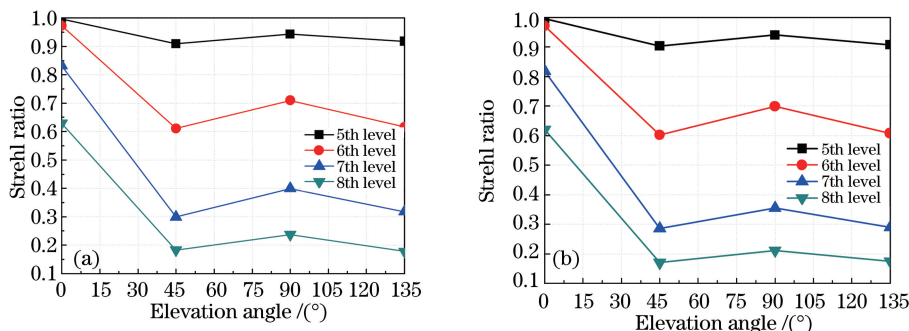 1.0
0.9
0.8
0.7
0.6
0.5
0.4
0.3
0.2
0.1
Strehl ratio
5th level
6th level
7th level
8th level
(a)
0 15 30 45 60 75 90 105 120 135
Elevation angle /(°)
1.0
0.9
0.8
0.7
0.6
0.5
0.4
0.3
0.2
0.1
Strehl ratio
5th level
6th level
7th level
8th level
(b)
0 15 30 45 60 75 90 105 120 135
Elevation angle /(°)